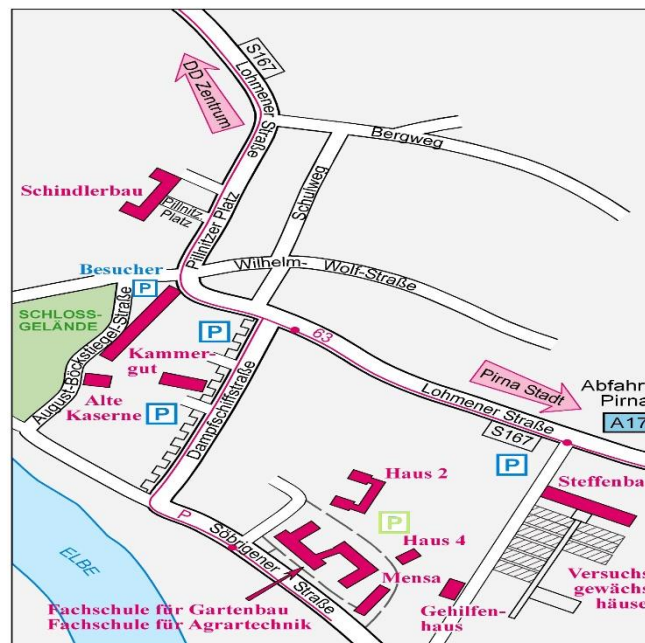 S167
Lohmener
Straße
DD Zentrum
Bergweg
Schulweg
Schindlerbau
Pillnitz.
Platz
Pillnitzer Platz
Wilhelm-
Wolf-Straße
Besucher
P
SCHLOSS-
GELÄNDE
August-Böckstiegel-Straße
P
63
Kammer-
gut
Pirna Stadt
Abfahr
Pirna
A17
Alte
Kaserne
P
Dampfschiffstraße
Lohmener Straße
S167
P
Haus 2
Steffenba
P
P
Söbrigener
Straße
Haus 4
ELBE
Mensa
Versuchs
gewächs
häuse
Gehilfen-
haus
Fachschule für Gartenbau
Fachschule für Agrartechnik